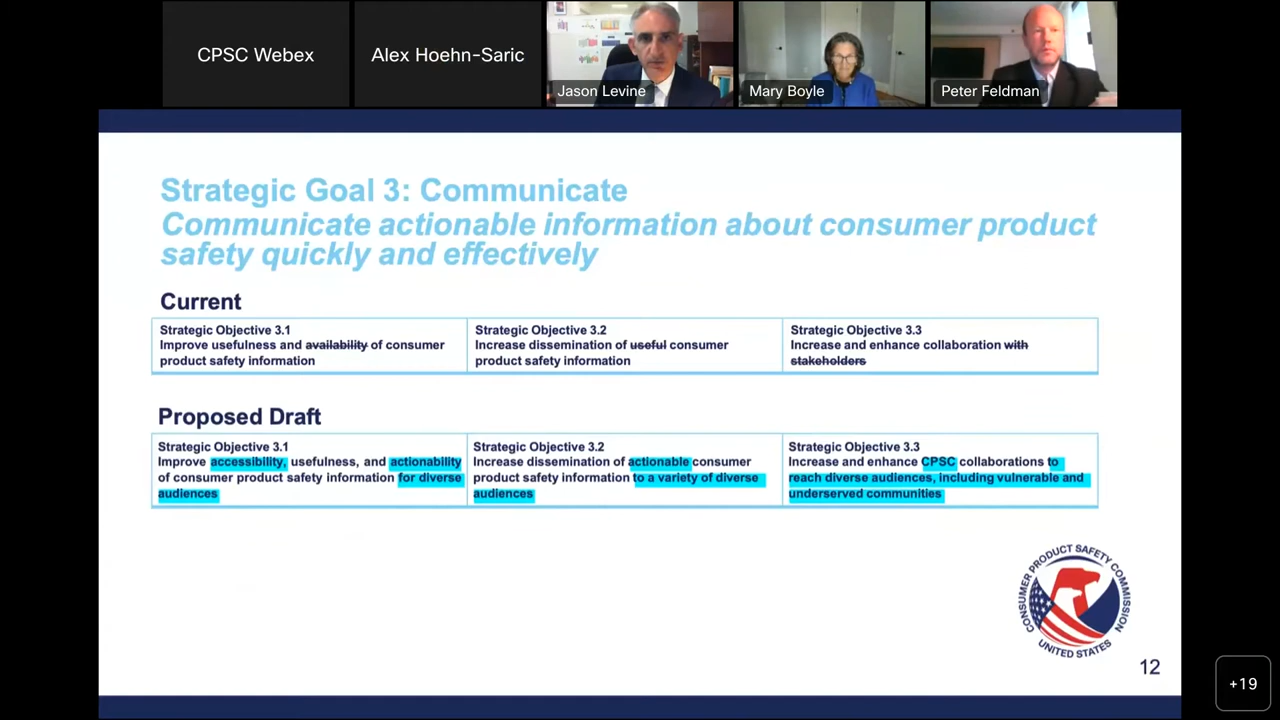 CPSC Webex
Alex Hoehn-Saric
Jason Levine
Mary Boyle
Peter Feldman
Strategic Goal 3: Communicate
Communicate actionable information about consumer product
safety quickly and effectively
Current
Strategic Objective 3.1
Improve usefulness and availability of consumer
product safety information
Strategic Objective 3.2
Increase dissemination of useful consumer
product safety information
Strategic Objective 3.3
Increase and enhance collaboration with
stakeholders
Proposed Draft
Strategic Objective 3.1
Improve accessibility, usefulness, and actionability
of consumer product safety information for diverse
audiences
Strategic Objective 3.2
Increase dissemination of actionable consumer
product safety information to a variety of diverse
audiences
Strategic Objective 3.3
Increase and enhance CPSC collaborations to
reach diverse audiences, including vulnerable and
underserved communities
CONSUMER PRODUCT SAFETY COMMISSION
UNITED STATES
12
+19